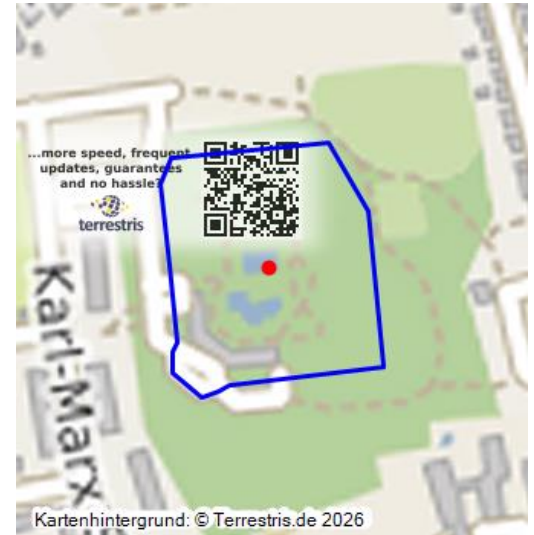 ...more speed, frequent
updates, guarantees
and no hassle?
terrestris
Karl-Marx
Kartenhintergrund: © Terrestris.de 2026